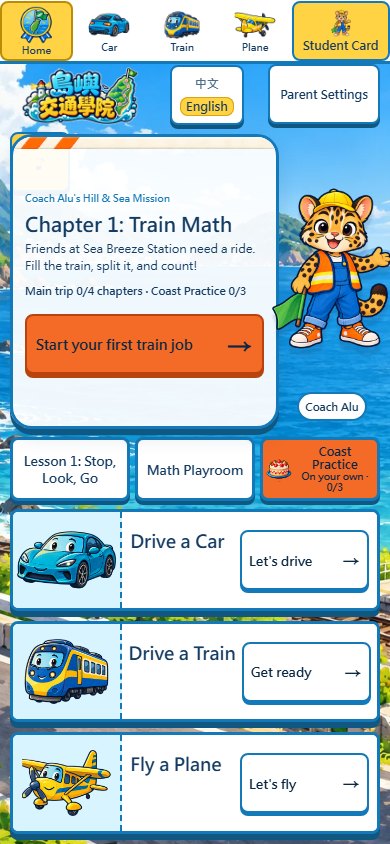 Home
Car
Train
Plane
Student Card
島嶼
交通學院
中文
English
Parent Settings
Coach Alu's Hill & Sea Mission
Chapter 1: Train Math
Friends at Sea Breeze Station need a ride.
Fill the train, split it, and count!
Main trip 0/4 chapters · Coast Practice 0/3
Start your first train job →
Coach Alu
Lesson 1: Stop,
Look, Go
Math Playroom
Coast
Practice
On your own ·
0/3
Drive a Car
Let's drive →
Drive a Train
Get ready →
Fly a Plane
Let's fly →